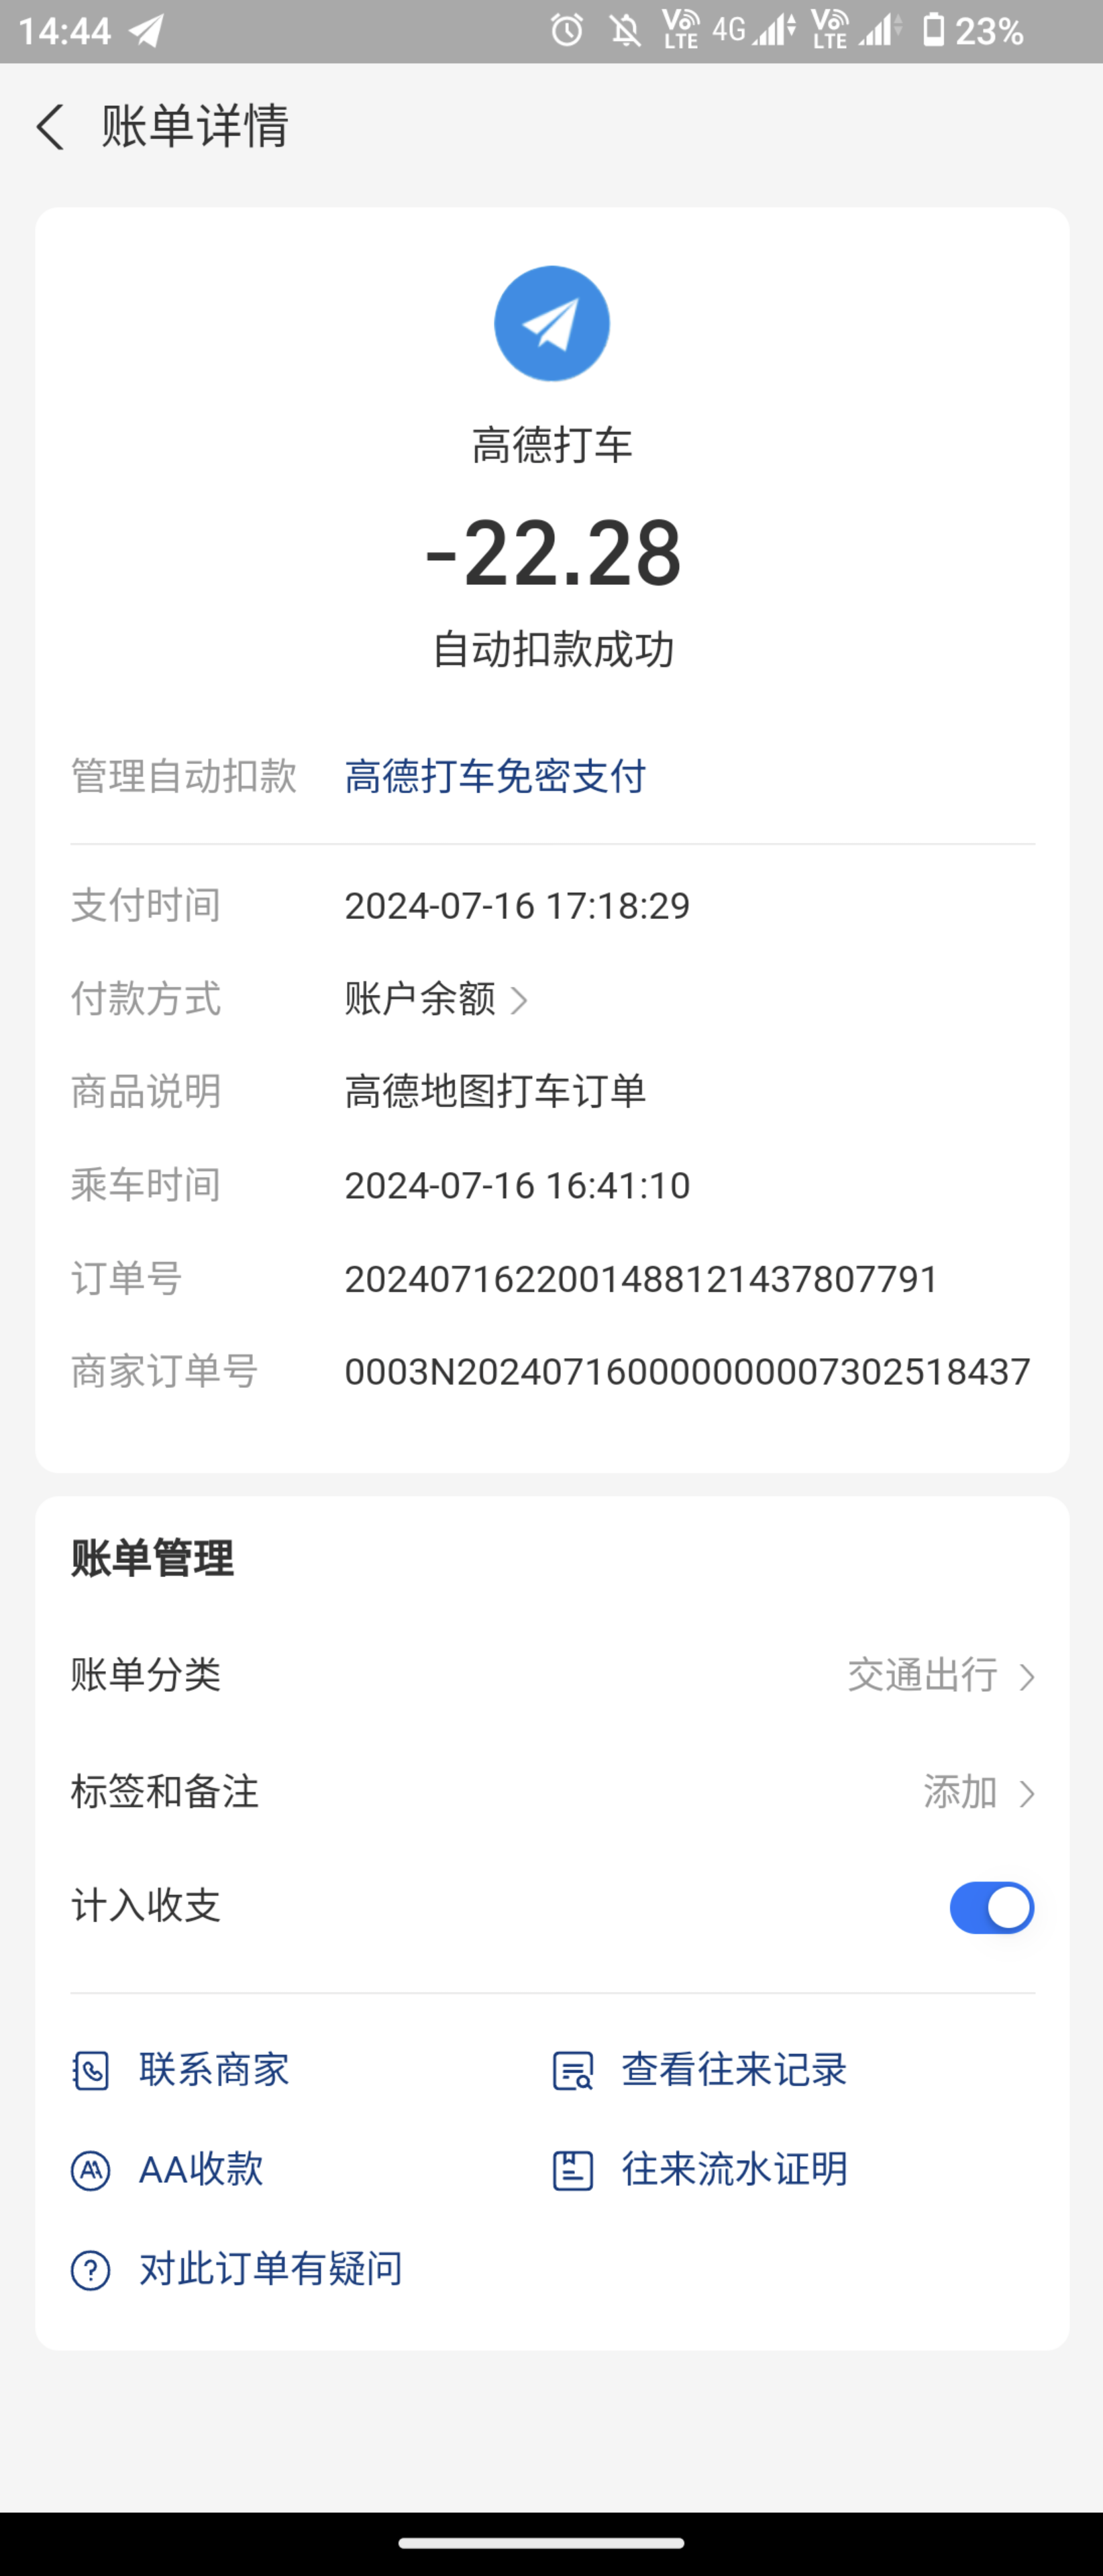 14:44 VoLTE 4G VoLTE 23%
账单详情
高德打车
-22.28
自动扣款成功
管理自动扣款 高德打车免密支付
支付时间 2024-07-16 17:18:29
付款方式 账户余额
商品说明 高德地图打车订单
乘车时间 2024-07-16 16:41:10
订单号 2024071622001488121437807791
商家订单号 0003N202407160000000007302518437
账单管理
账单分类 交通出行
标签和备注 添加
计入收支
联系商家 查看往来记录
AA收款 往来流水证明
对此订单有疑问